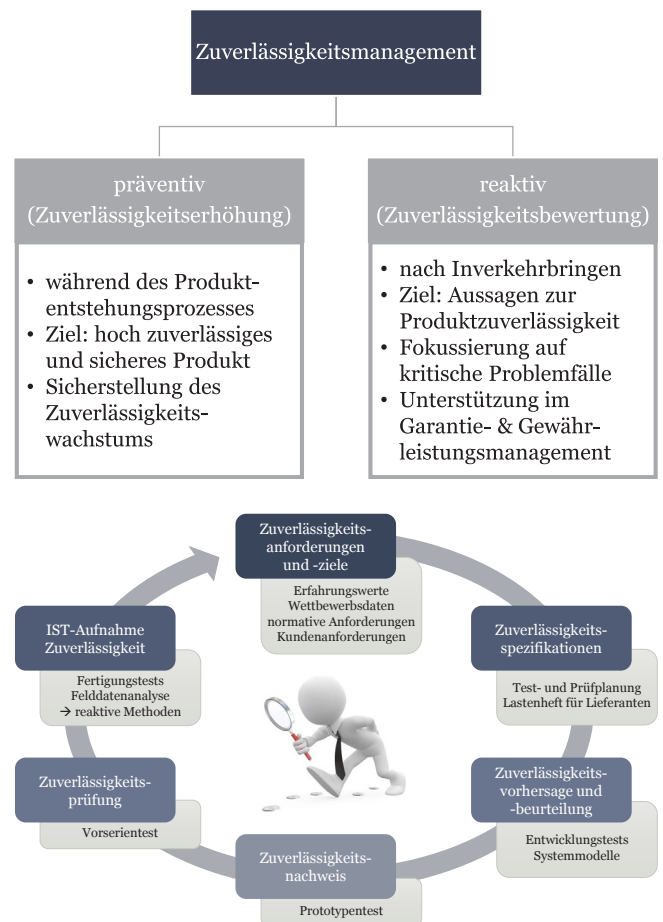 Zuverlässigkeitsmanagement
präventiv
(Zuverlässigkeitserhöhung)
• während des Produkt-
entstehungsprozesses
• Ziel: hoch zuverlässiges
und sicheres Produkt
• Sicherstellung des
Zuverlässigkeits-
wachstums
reaktiv
(Zuverlässigkeitsbewertung)
• nach Inverkehrbringen
• Ziel: Aussagen zur
Produktzuverlässigkeit
• Fokussierung auf
kritische Problemfälle
• Unterstützung im
Garantie- & Gewähr-
leistungsmanagement
Zuverlässigkeits-
anforderungen
und -ziele
Erfahrungswerte
Wettbewerbsdaten
normative Anforderungen
Kundenanforderungen
Zuverlässigkeits-
spezifikationen
Test- und Prüfplanung
Lastenheft für Lieferanten
Zuverlässigkeits-
vorhersage und
-beurteilung
Entwicklungstests
Systemmodelle
Zuverlässigkeits-
nachweis
Prototypentest
Zuverlässigkeits-
prüfung
Vorserientest
IST-Aufnahme
Zuverlässigkeit
Fertigungstests
Felddatenanalyse
→ reaktive Methoden